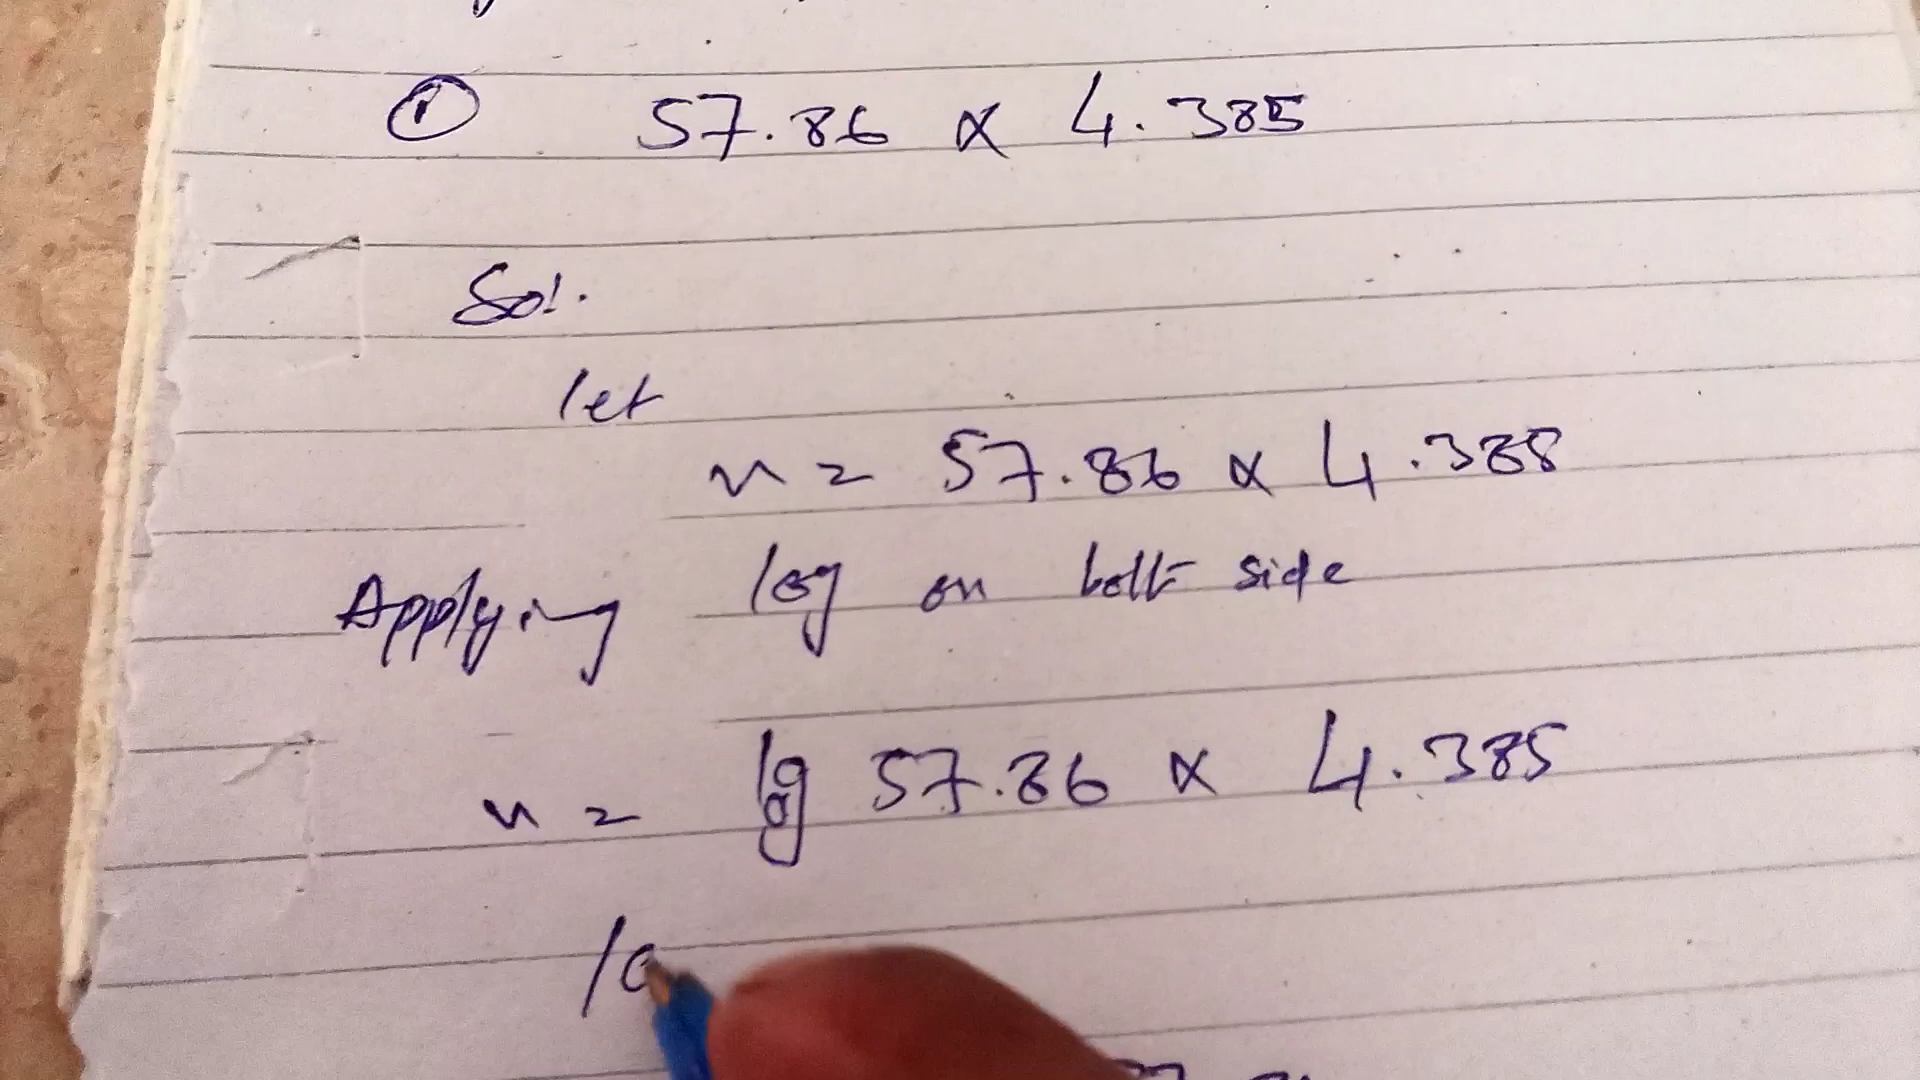 ① 57.86 × 4.385
Sol.
let
x = 57.86 × 4.388
Applying log on both side
x = log 57.86 × 4.385
lo